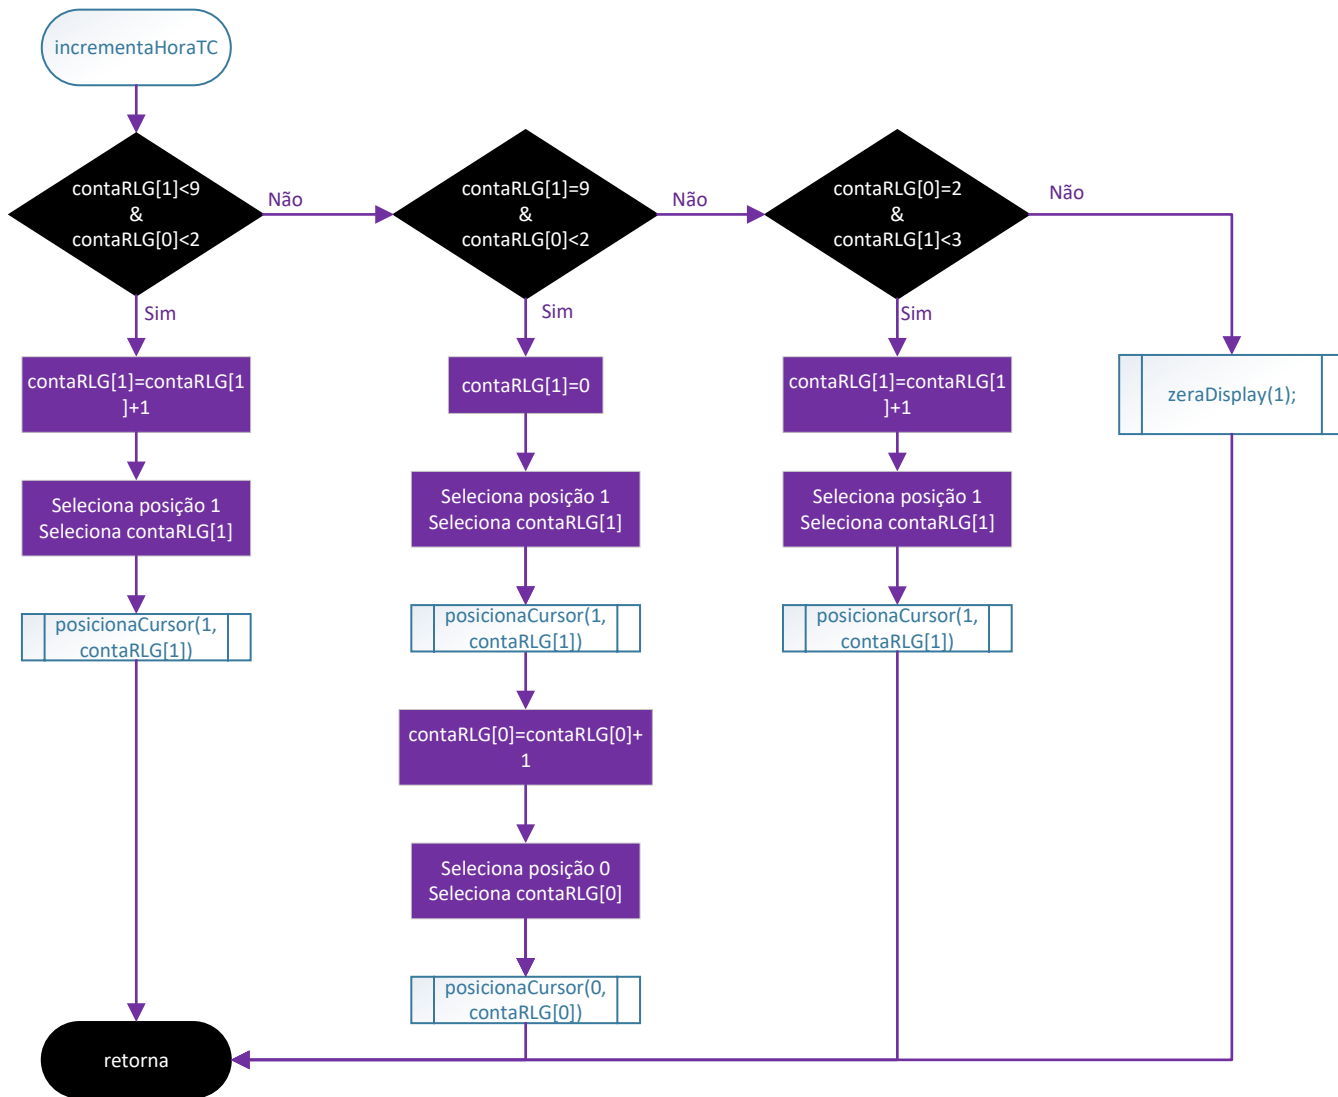 incrementaHoraTC
contaRLG[1]<9
&
contaRLG[0]<2
Não
contaRLG[1]=9
&
contaRLG[0]<2
Não
contaRLG[0]=2
&
contaRLG[1]<3
Não
Sim
Sim
Sim
contaRLG[1]=contaRLG[1
]+1
contaRLG[1]=0
contaRLG[1]=contaRLG[1
]+1
zeraDisplay(1);
Seleciona posição 1
Seleciona contaRLG[1]
Seleciona posição 1
Seleciona contaRLG[1]
Seleciona posição 1
Seleciona contaRLG[1]
posicionaCursor(1,
contaRLG[1])
posicionaCursor(1,
contaRLG[1])
posicionaCursor(1,
contaRLG[1])
contaRLG[0]=contaRLG[0]+
1
Seleciona posição 0
Seleciona contaRLG[0]
posicionaCursor(0,
contaRLG[0])
retorna